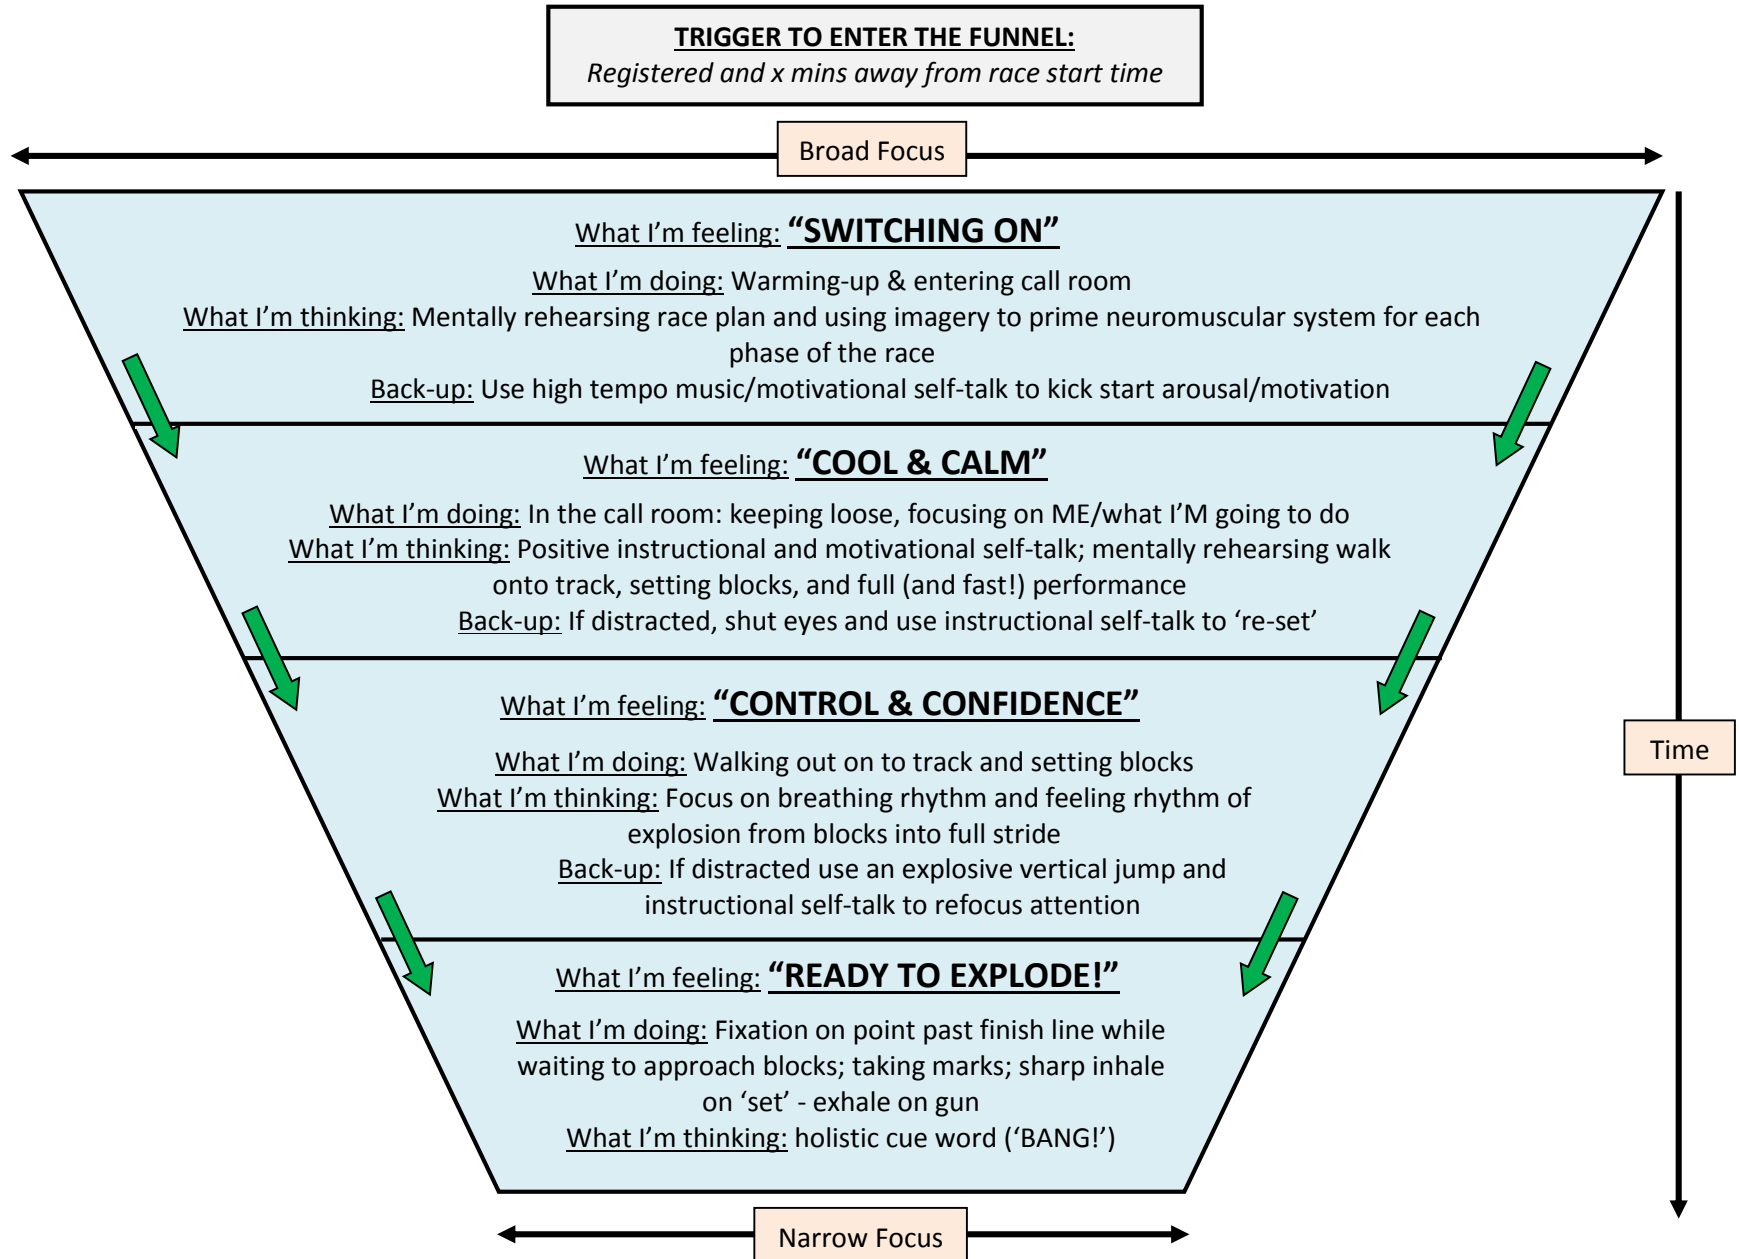 TRIGGER TO ENTER THE FUNNEL:
Registered and x mins away from race start time
Broad Focus
What I’m feeling: “SWITCHING ON”
What I’m doing: Warming-up & entering call room
What I’m thinking: Mentally rehearsing race plan and using imagery to prime neuromuscular system for each
phase of the race
Back-up: Use high tempo music/motivational self-talk to kick start arousal/motivation
What I’m feeling: “COOL & CALM”
What I’m doing: In the call room: keeping loose, focusing on ME/what I’M going to do
What I’m thinking: Positive instructional and motivational self-talk; mentally rehearsing walk
onto track, setting blocks, and full (and fast!) performance
Back-up: If distracted, shut eyes and use instructional self-talk to ‘re-set’
What I’m feeling: “CONTROL & CONFIDENCE”
What I’m doing: Walking out on to track and setting blocks
What I’m thinking: Focus on breathing rhythm and feeling rhythm of
explosion from blocks into full stride
Back-up: If distracted use an explosive vertical jump and
instructional self-talk to refocus attention
Time
What I’m feeling: “READY TO EXPLODE!”
What I’m doing: Fixation on point past finish line while
waiting to approach blocks; taking marks; sharp inhale
on ‘set’ - exhale on gun
What I’m thinking: holistic cue word (‘BANG!’)
Narrow Focus